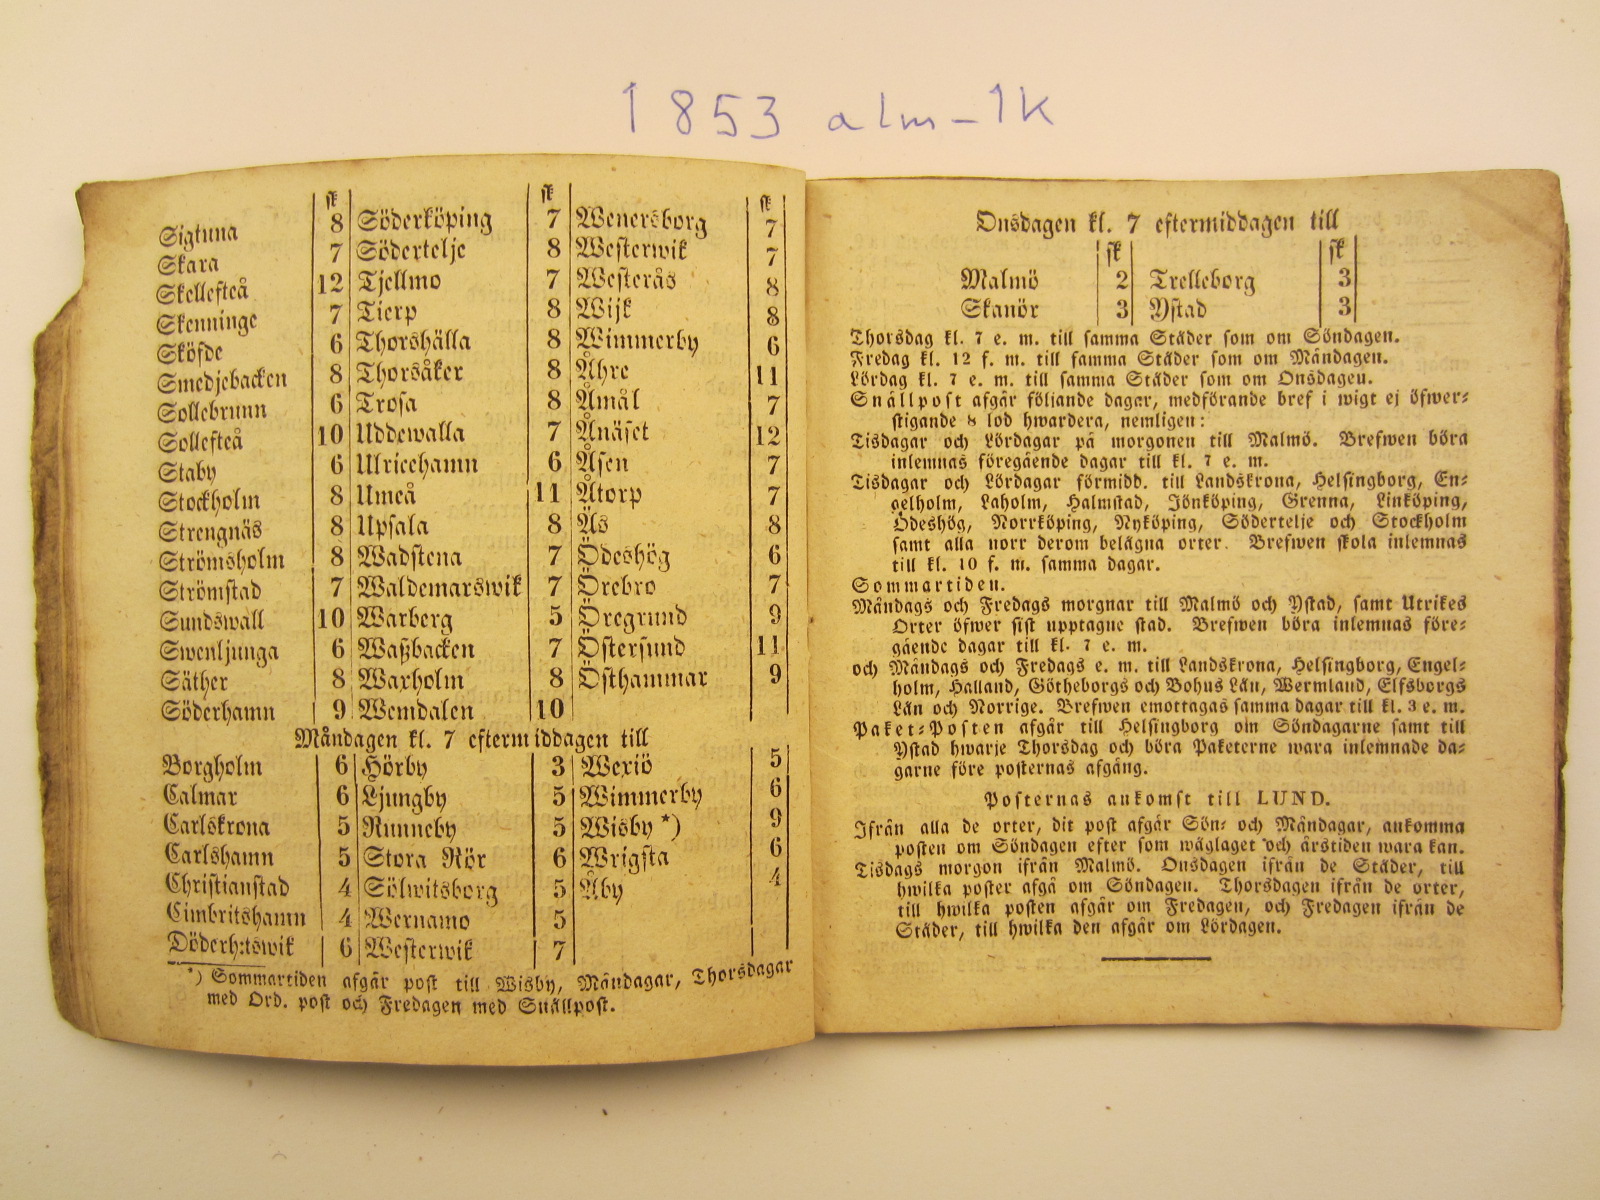 1853 alm-1k
sk sk sk
Sigtuna 8 Söderköping 7 Wenersborg 7
Skara 7 Södertelje 8 Westerwik 7
Skellefteå 12 Tjellmo 7 Westerås 8
Skenninge 7 Tierp 8 Wijk 8
Sköfde 6 Thorshälla 8 Wimmerby 6
Smedjebacken 8 Thorsåker 8 Åhre 11
Sollebrunn 6 Trosa 8 Åmål 7
Sollefteå 10 Uddewalla 7 Ånäset 12
Staby 6 Ulricehamn 6 Åsen 7
Stockholm 8 Umeå 11 Åtorp 7
Strengnäs 8 Upsala 8 Äs 8
Strömsholm 8 Wadstena 7 Ödeshög 6
Strömstad 7 Waldemarswik 7 Örebro 7
Sundswall 10 Warberg 5 Öregrund 9
Swenljunga 6 Waßbacken 7 Östersund 11
Säther 8 Waxholm 8 Östhammar 9
Söderhamn 9 Wemdalen 10
Måndagen kl. 7 eftermiddagen till
Borgholm 6 Hörby 3 Wexiö 5
Calmar 6 Ljungby 5 Wimmerby 6
Carlskrona 5 Runneby 5 Wisby *) 9
Carlshamn 5 Stora Rör 6 Wrigsta 6
Christianstad 4 Sölwitsborg 5 Åby 4
Cimbritshamn 4 Wernamo 5
Döderh:tswik 6 Westerwik 7
*) Sommartiden afgår post till Wisby, Måndagar, Thorsdagar
med Ord. post och Fredagen med Snällpost.
Onsdagen kl. 7 eftermiddagen till
sk sk
Malmö 2 Trelleborg 3
Skanör 3 Ystad 3
Thorsdag kl. 7 e. m. till samma Städer som om Söndagen.
Fredag kl. 12 f. m. till samma Städer som om Måndagen.
Lördag kl. 7 e. m. till samma Städer som om Onsdagen.
Snällpost afgår följande dagar, medförande bref i wigt ej öfwer-
stigande 8 lod hwardera, nemligen:
Tisdagar och Lördagar på morgonen till Malmö. Brefwen böra
inlemnas föregående dagar till kl. 7 e. m.
Tisdagar och Lördagar förmidd. till Landskrona, Helsingborg, En-
gelholm, Laholm, Halmstad, Jönköping, Grenna, Linköping,
Ödeshög, Norrköping, Nyköping, Södertelje och Stockholm
samt alla norr derom belägna orter. Brefwen skola inlemnas
till kl. 10 f. m. samma dagar.
Sommartiden.
Måndags och Fredags morgnar till Malmö och Ystad, samt Utrikes
Orter öfwer sist upptagne stad. Brefwen böra inlemnas före-
gående dagar till kl. 7 e. m.
och Måndags och Fredags e. m. till Landskrona, Helsingborg, Engel-
holm, Halland, Götheborgs och Bohus Län, Wermland, Elfsborgs
Län och Norrige. Brefwen emottagas samma dagar till kl. 3 e. m.
Paket-Posten afgår till Helsingborg om Söndagarne samt till
Ystad hwarje Thorsdag och böra Paketerne wara inlemnade da-
garne före posternas afgång.
Posternas ankomst till LUND.
Ifrån alla de orter, dit post afgår Sön- och Måndagar, ankomma
posten om Söndagen efter som wäglaget och årstiden wara kan.
Tisdags morgon ifrån Malmö. Onsdagen ifrån de Städer, till
hwilka poster afgå om Söndagen. Thorsdagen ifrån de orter,
till hwilka posten afgår om Fredagen, och Fredagen ifrån de
Städer, till hwilka den afgår om Lördagen.